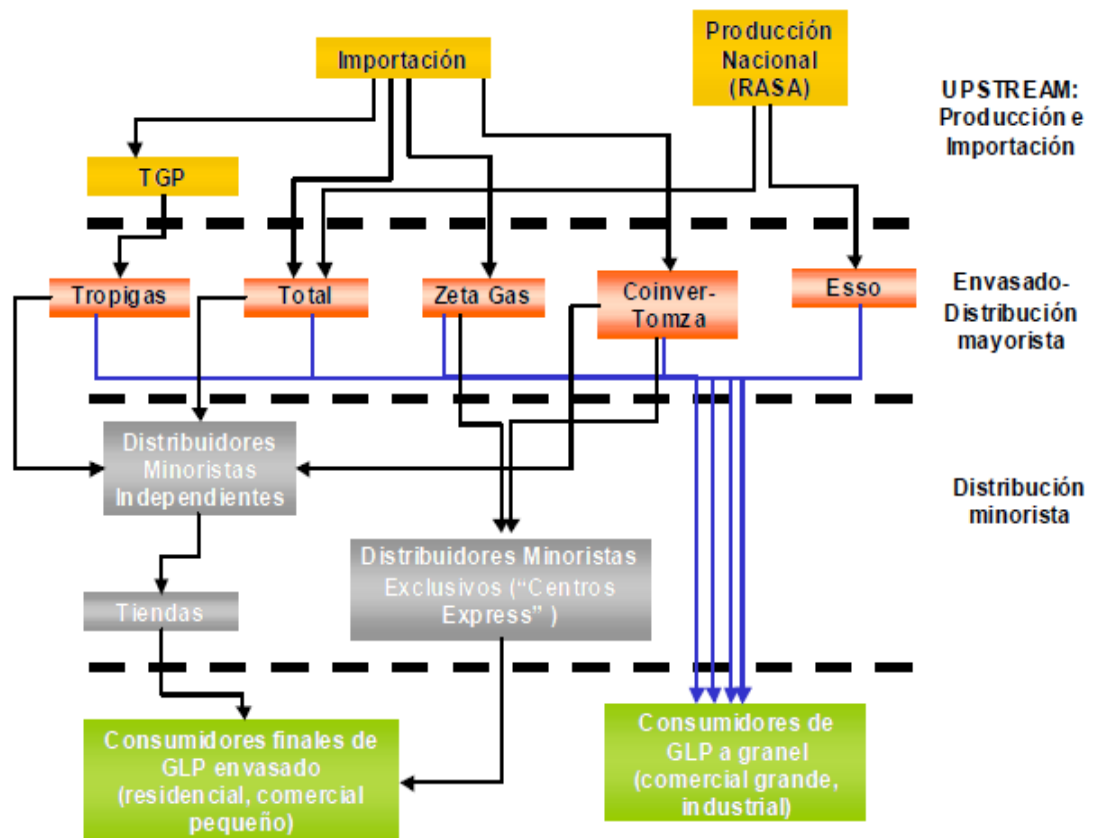 Importación
Producción
Nacional
(RASA)
UPSTREAM:
Producción e
Importación
TGP
Tropigas
Total
Zeta Gas
Coinver-
Tomza
Esso
Envasado-
Distribución
mayorista
Distribuidores
Minoristas
Independientes
Distribución
minorista
Distribuidores Minoristas
Exclusivos (“Centros
Express” )
Tiendas
Consumidores finales de
GLP envasado
(residencial, comercial
pequeño)
Consumidores de
GLP a granel
(comercial grande,
industrial)